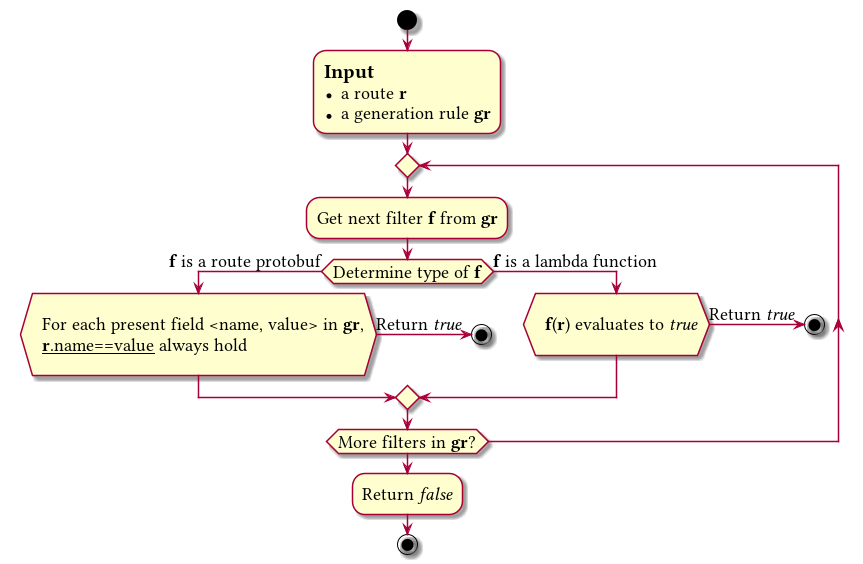 Input
• a route r
• a generation rule gr
Get next filter f from gr
f is a route protobuf
Determine type of f
f is a lambda function
For each present field <name, value> in gr,
r.name==value always hold
Return true
f(r) evaluates to true
Return true
More filters in gr?
Return false